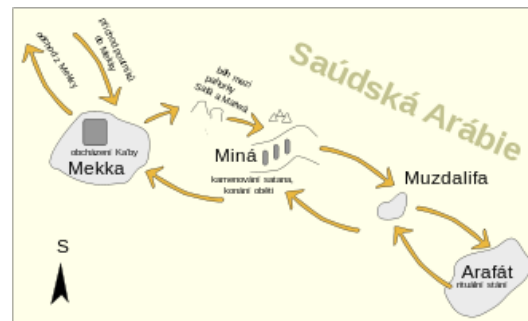 odchod z Mekky
příchod poutníků
do Mekky
běh mezi
pahorky
Safá a Marwá
Saúdská Arábie
obcházení Ka'by
Mekka
Miná
kamenování satana,
konání obětí
Muzdalifa
Arafát
rituální stání
S